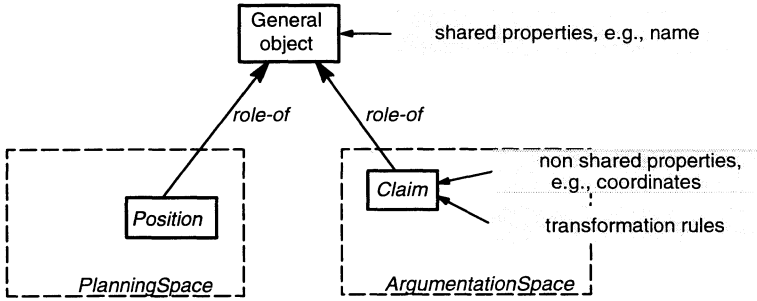 General
object
shared properties, e.g., name
role-of
role-of
non shared properties,
e.g., coordinates
Claim
Position
transformation rules
PlanningSpace
ArgumentationSpace